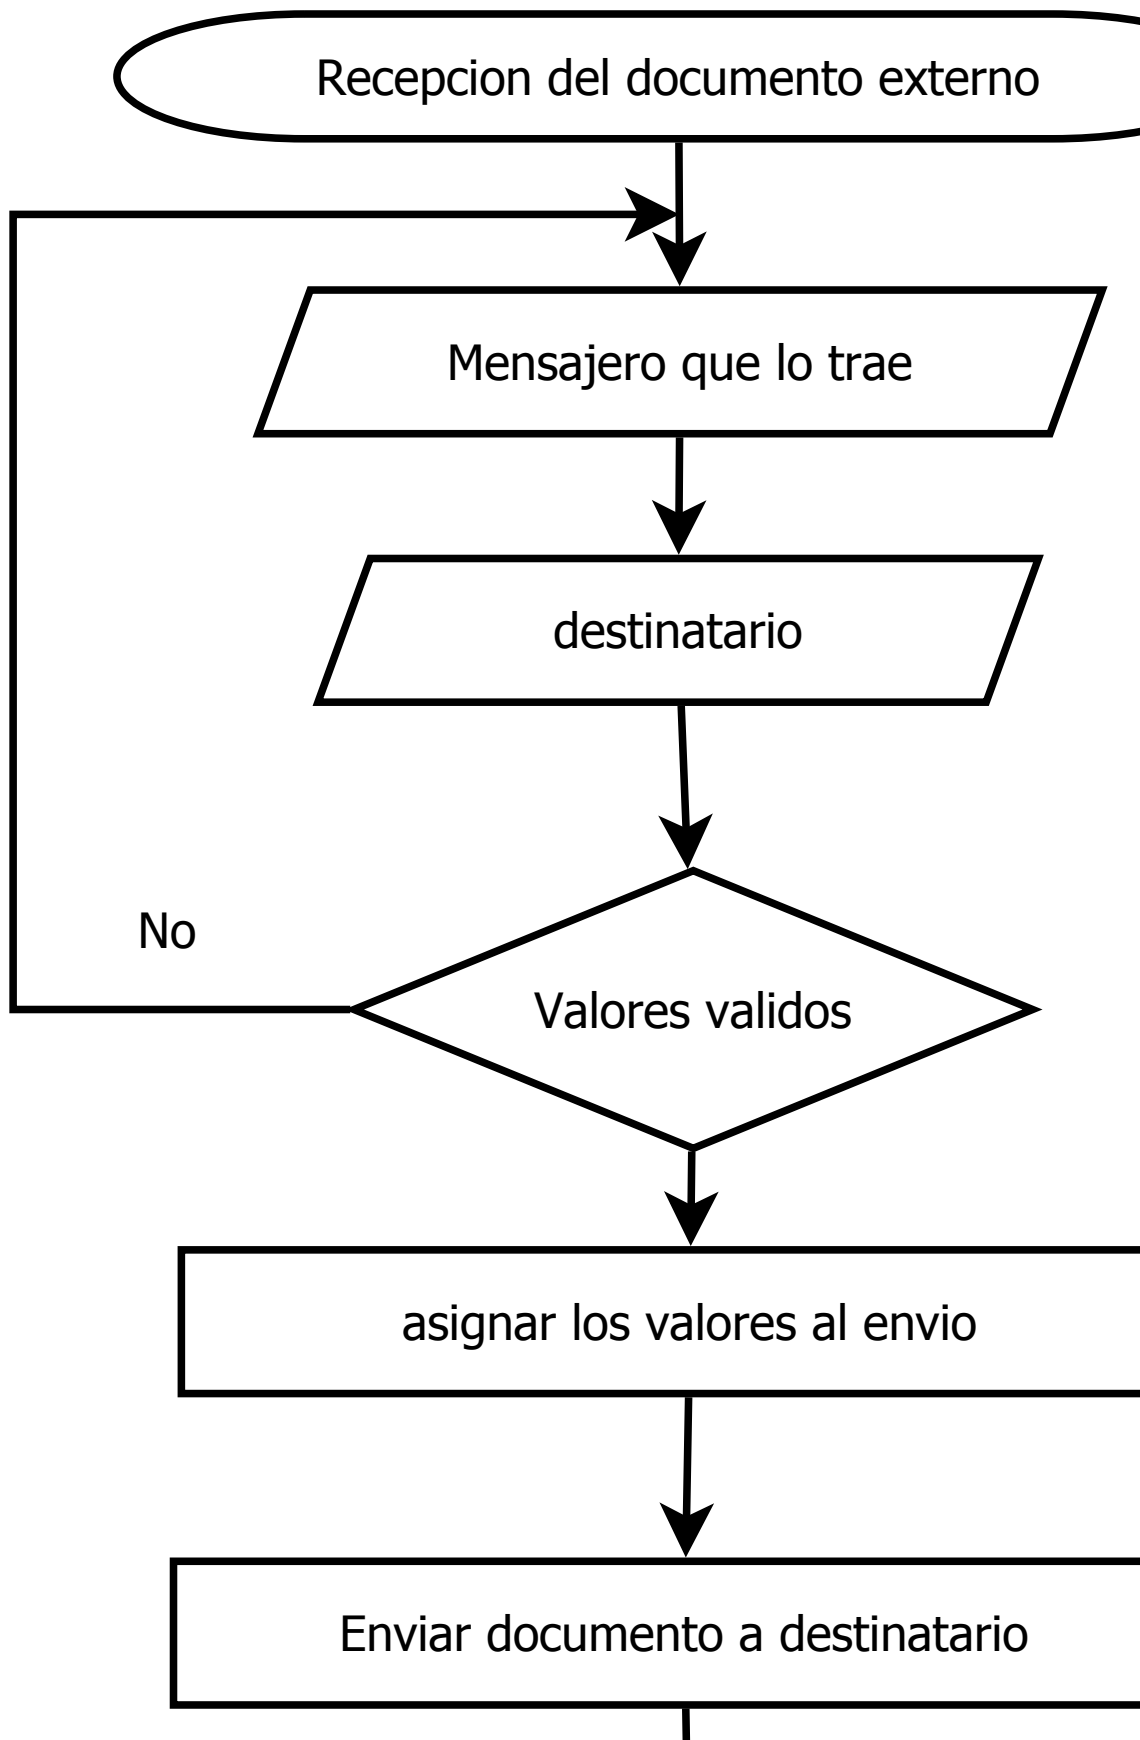 Recepcion del documento externo
Mensajero que lo trae
destinatario
No
Valores validos
asignar los valores al envio
Enviar documento a destinatario